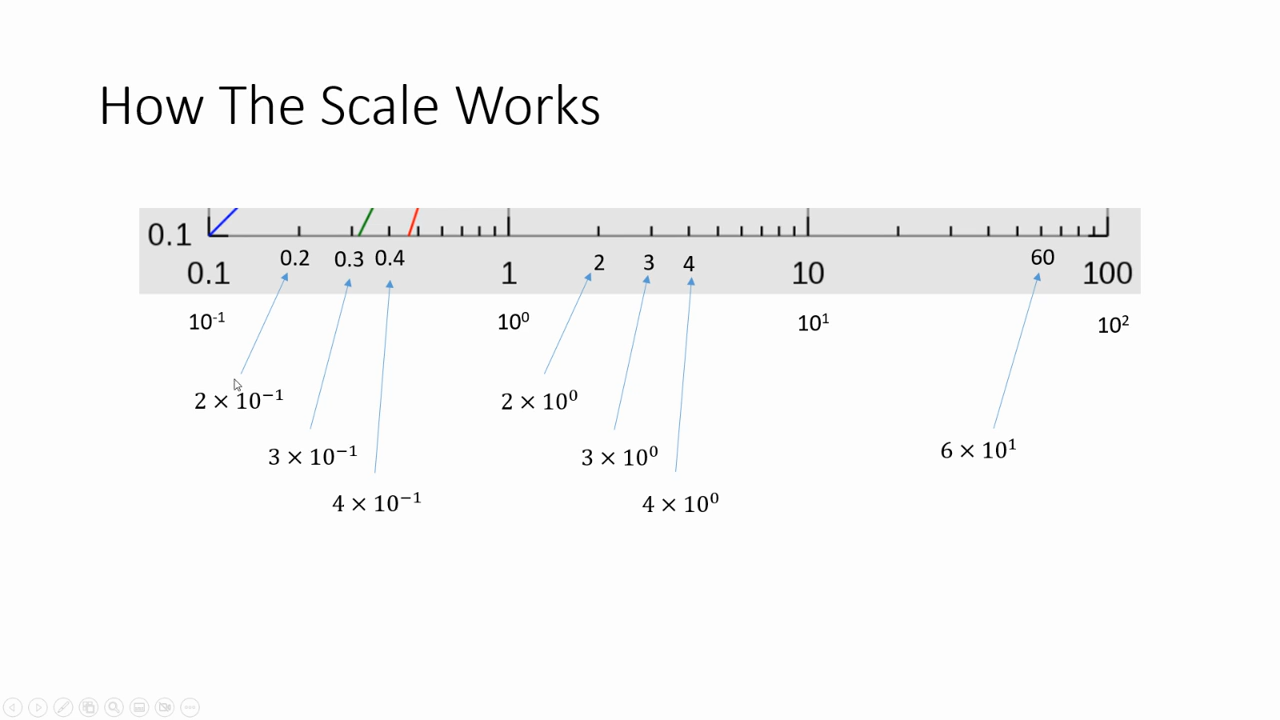 How The Scale Works
0.1
0.2 0.3 0.4 2 3 4 60
0.1 1 10 100
10⁻¹ 10⁰ 10¹ 10²
2 × 10⁻¹ 2 × 10⁰
3 × 10⁻¹ 3 × 10⁰ 6 × 10¹
4 × 10⁻¹ 4 × 10⁰